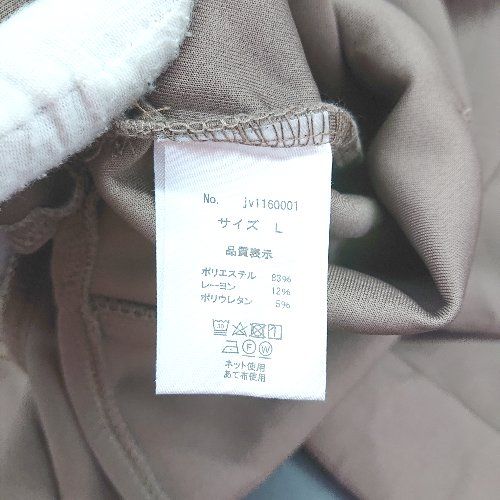 No. jv1160001
サイズ L
品質表示
ポリエステル 83%
レーヨン 12%
ポリウレタン 5%
30
F W
ネット使用
あて布使用